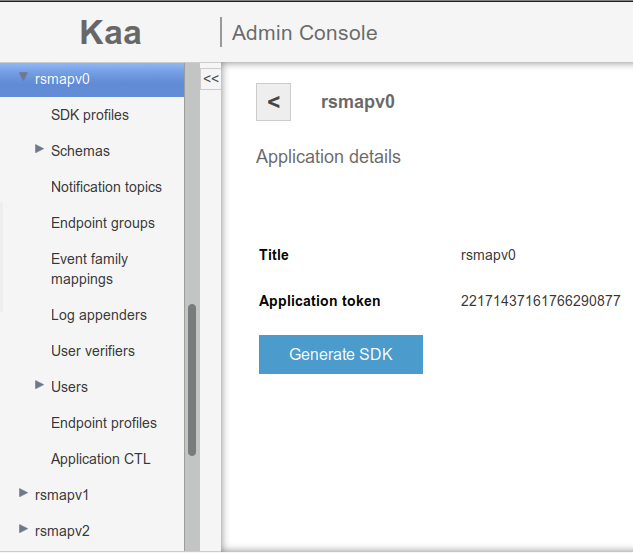 Kaa
Admin Console
rsmapv0
SDK profiles
Schemas
Notification topics
Endpoint groups
Event family
mappings
Log appenders
User verifiers
Users
Endpoint profiles
Application CTL
rsmapv1
rsmapv2
<<
< rsmapv0
Application details
Title rsmapv0
Application token 22171437161766290877
Generate SDK